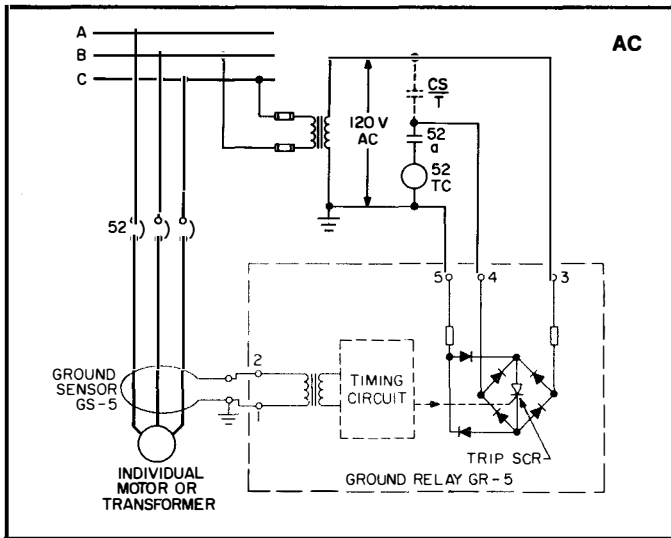 AC
A
B
C
CS
T
120 V
AC
52
a
52
TC
52
5
4
3
GROUND
SENSOR
GS-5
2
1
TIMING
CIRCUIT
TRIP SCR
GROUND RELAY GR-5
INDIVIDUAL
MOTOR OR
TRANSFORMER